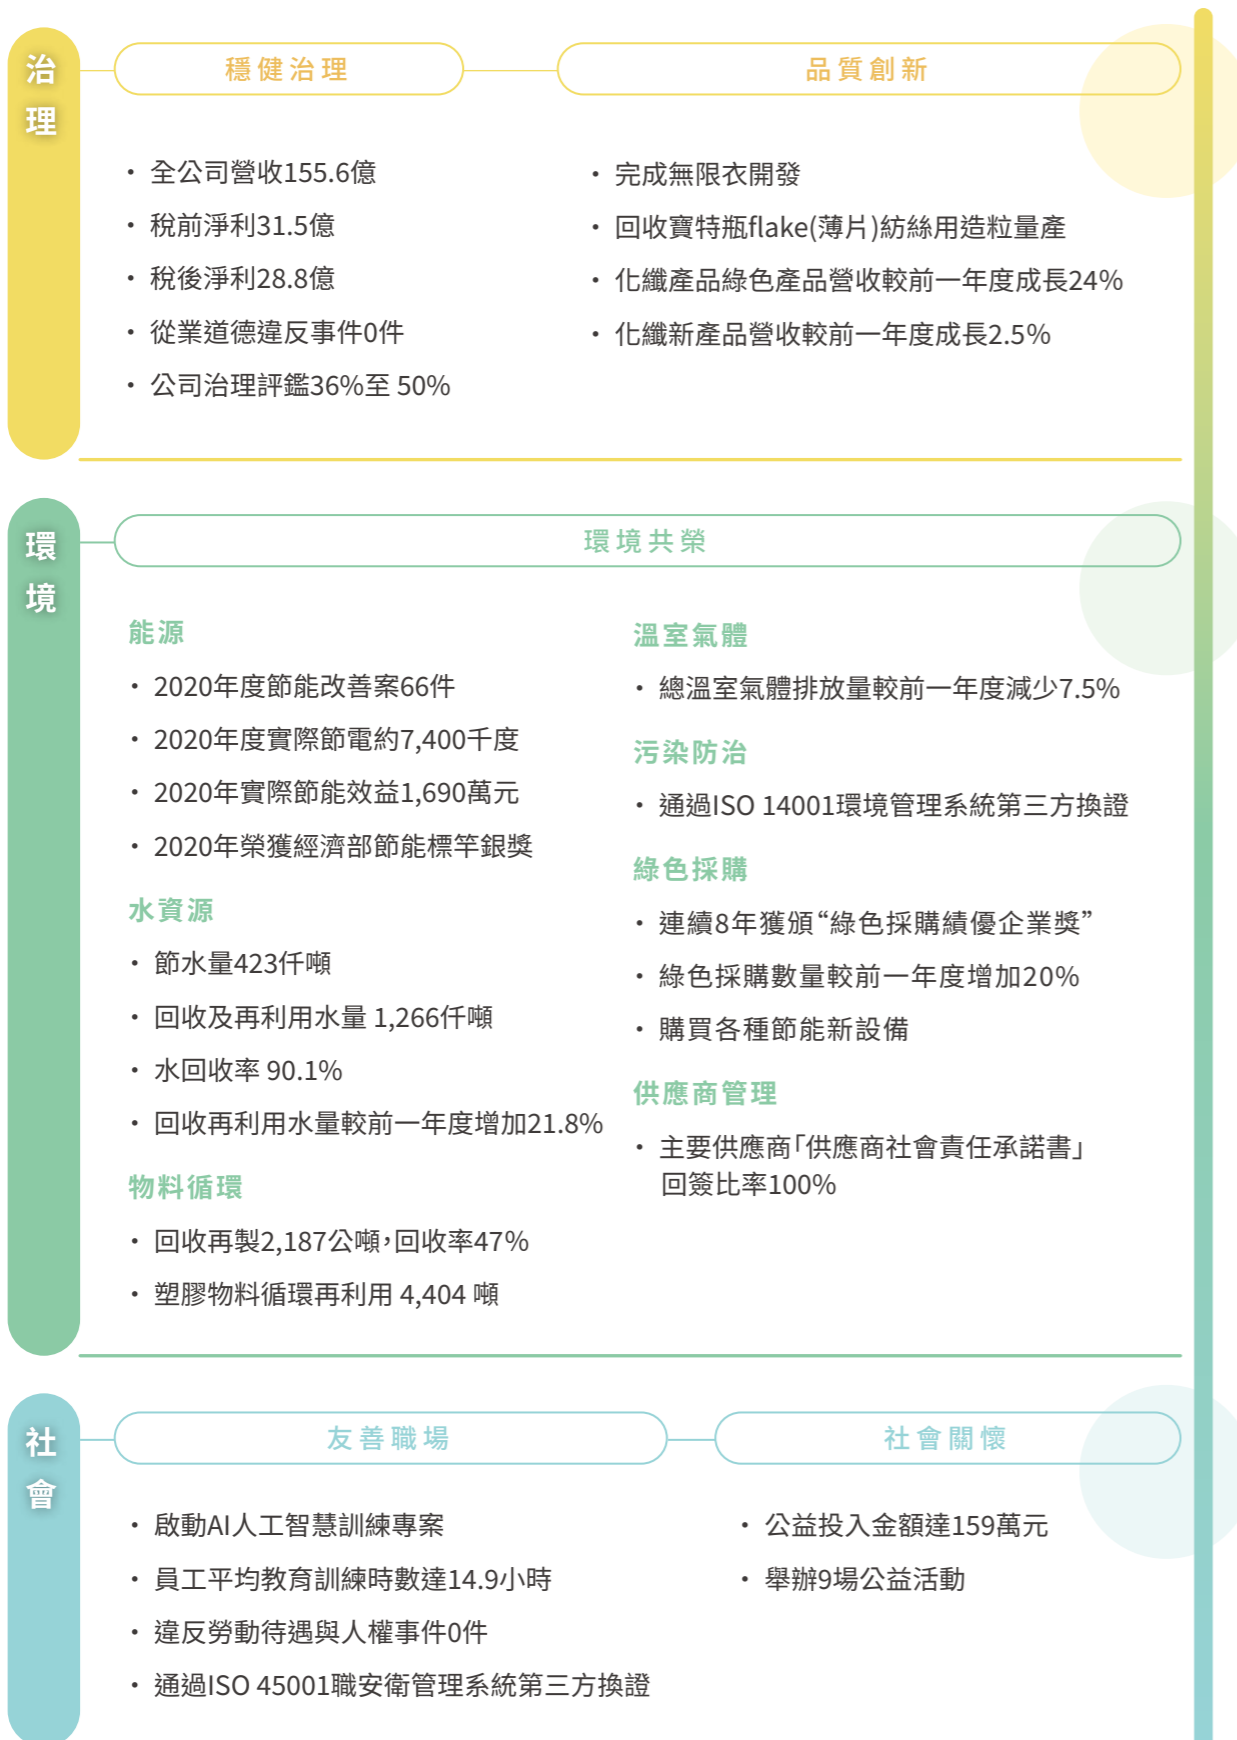 治理
穩健治理
・全公司營收155.6億
・稅前淨利31.5億
・稅後淨利28.8億
・從業道德違反事件0件
・公司治理評鑑36%至 50%
品質創新
・完成無限衣開發
・回收寶特瓶flake(薄片)紡絲用造粒量產
・化纖產品綠色產品營收較前一年度成長24%
・化纖新產品營收較前一年度成長2.5%
環境
環境共榮
能源
・2020年度節能改善案66件
・2020年度實際節電約7,400千度
・2020年實際節能效益1,690萬元
・2020年榮獲經濟部節能標竿銀獎
水資源
・節水量423仟噸
・回收及再利用水量 1,266仟噸
・水回收率 90.1%
・回收再利用水量較前一年度增加21.8%
物料循環
・回收再製2,187公噸，回收率47%
・塑膠物料循環再利用 4,404 噸
溫室氣體
・總溫室氣體排放量較前一年度減少7.5%
污染防治
・通過ISO 14001環境管理系統第三方換證
綠色採購
・連續8年獲頒“綠色採購績優企業獎”
・綠色採購數量較前一年度增加20%
・購買各種節能新設備
供應商管理
・主要供應商「供應商社會責任承諾書」
回簽比率100%
社會
友善職場
・啟動AI人工智慧訓練專案
・員工平均教育訓練時數達14.9小時
・違反勞動待遇與人權事件0件
・通過ISO 45001職安衛管理系統第三方換證
社會關懷
・公益投入金額達159萬元
・舉辦9場公益活動